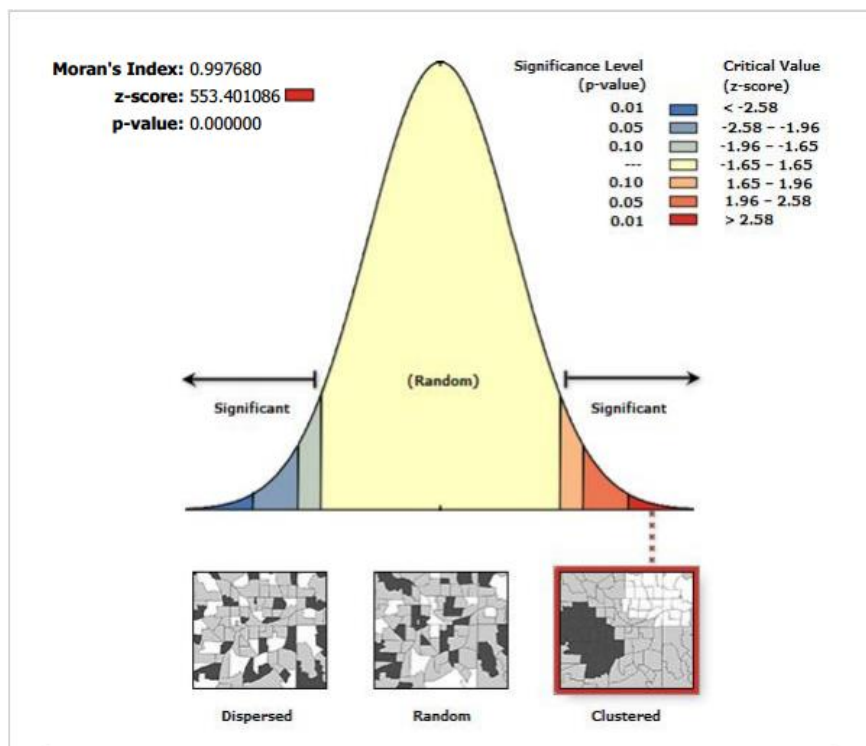 Moran's Index: 0.997680
z-score: 553.401086
p-value: 0.000000
Significance Level
(p-value)
0.01
0.05
0.10
---
0.10
0.05
0.01
Critical Value
(z-score)
< -2.58
-2.58 – -1.96
-1.96 – -1.65
-1.65 – 1.65
1.65 – 1.96
1.96 – 2.58
> 2.58
Significant
(Random)
Significant
Dispersed
Random
Clustered